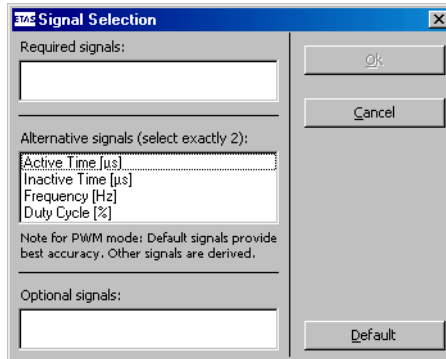 ETAS Signal Selection
Required signals:
Ok
Cancel
Alternative signals (select exactly 2):
Active Time [µs]
Inactive Time [µs]
Frequency [Hz]
Duty Cycle [%]
Note for PWM mode: Default signals provide
best accuracy. Other signals are derived.
Optional signals:
Default